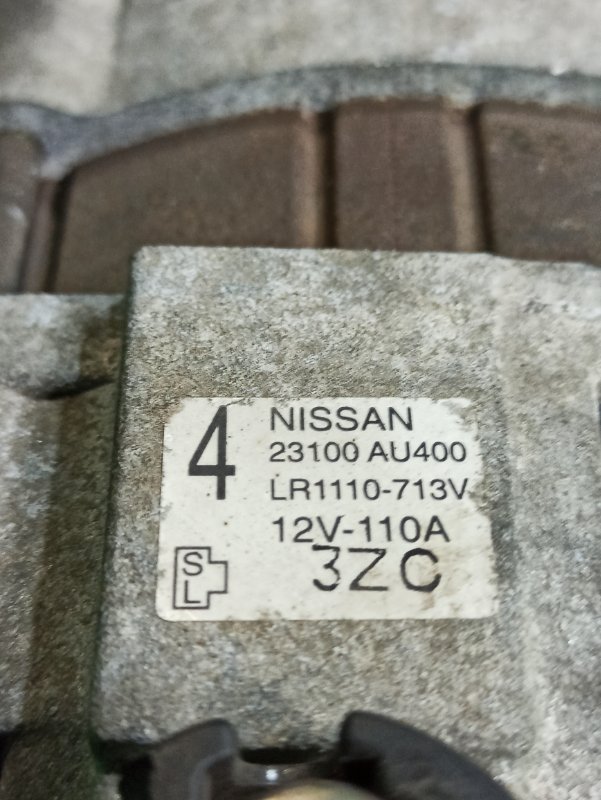 4
NISSAN
23100 AU400
LR1110-713V
12V-110A
S
L
3ZC